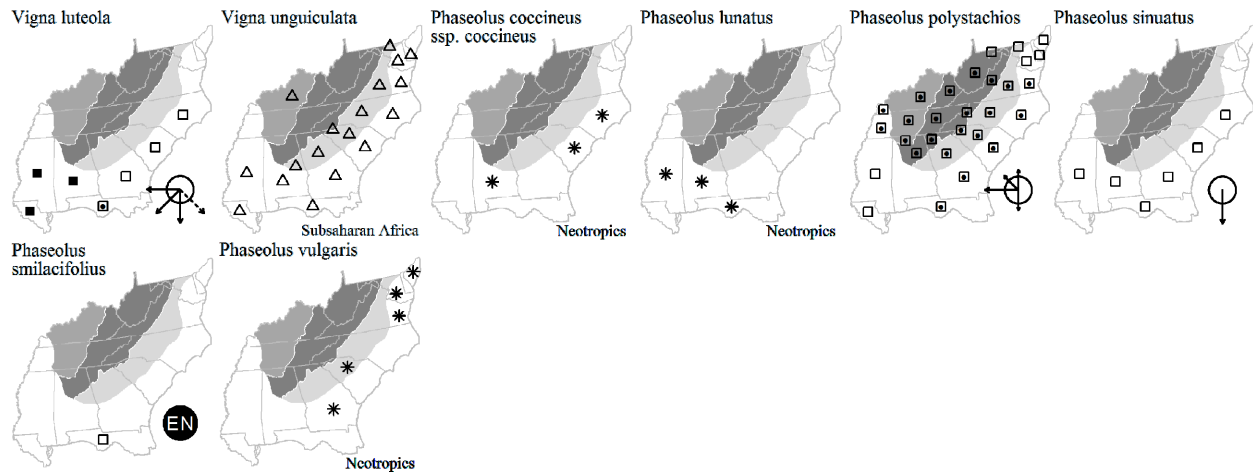 Vigna luteola
Vigna unguiculata
Phaseolus coccineus
ssp. coccineus
Phaseolus lunatus
Phaseolus polystachios
Phaseolus sinuatus
Subsaharan Africa
Neotropics
Neotropics
Phaseolus
smilacifolius
Phaseolus vulgaris
EN
Neotropics